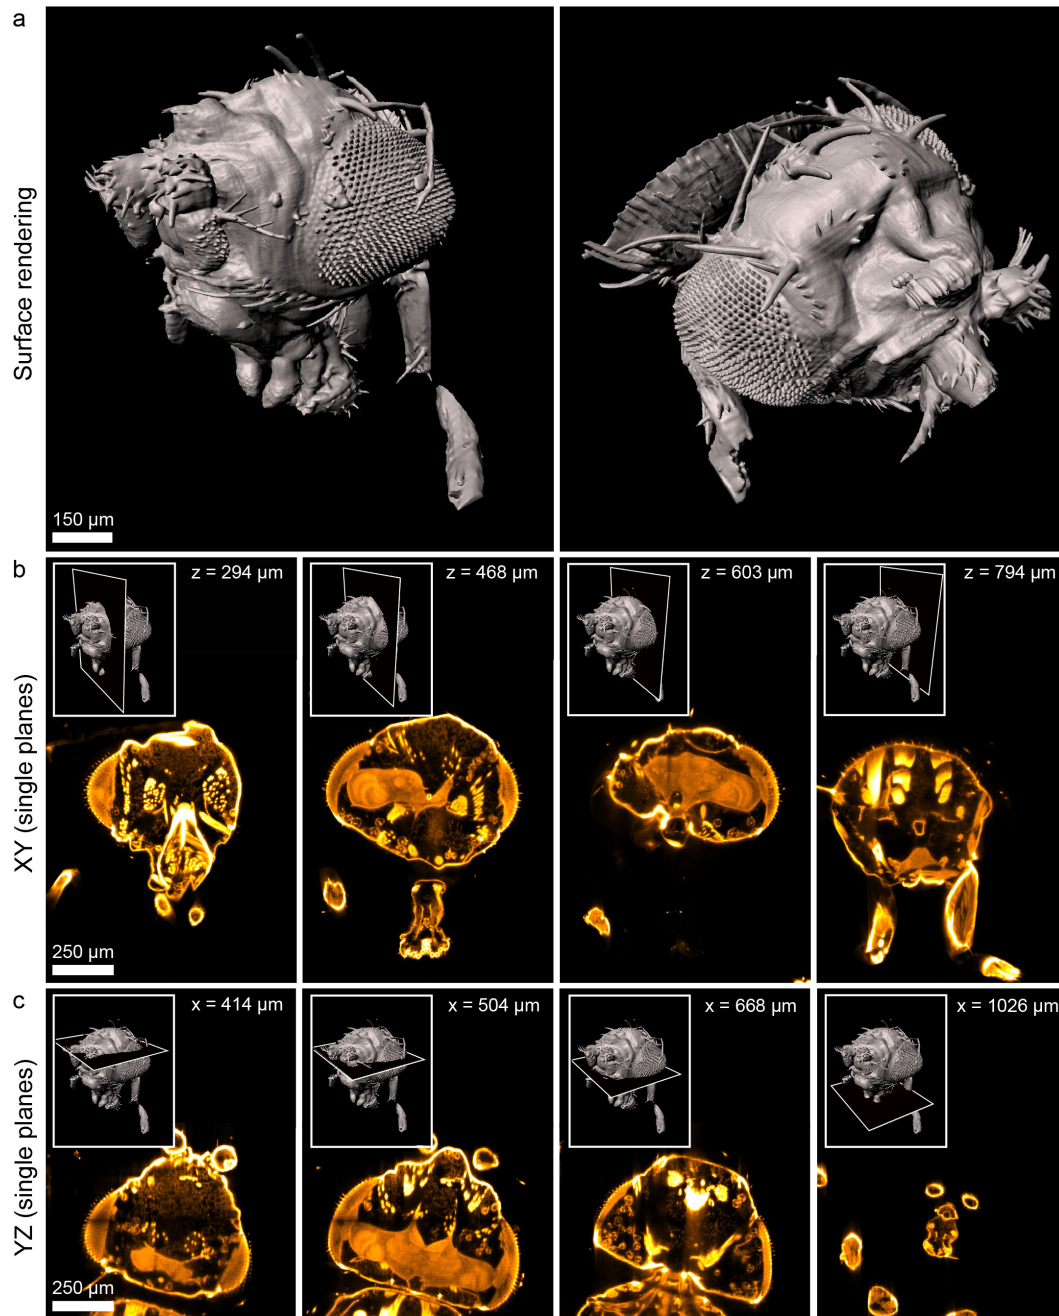 a
Surface rendering
150 µm
b
XY (single planes)
z = 294 µm
z = 468 µm
z = 603 µm
z = 794 µm
250 µm
c
YZ (single planes)
x = 414 µm
x = 504 µm
x = 668 µm
x = 1026 µm
250 µm